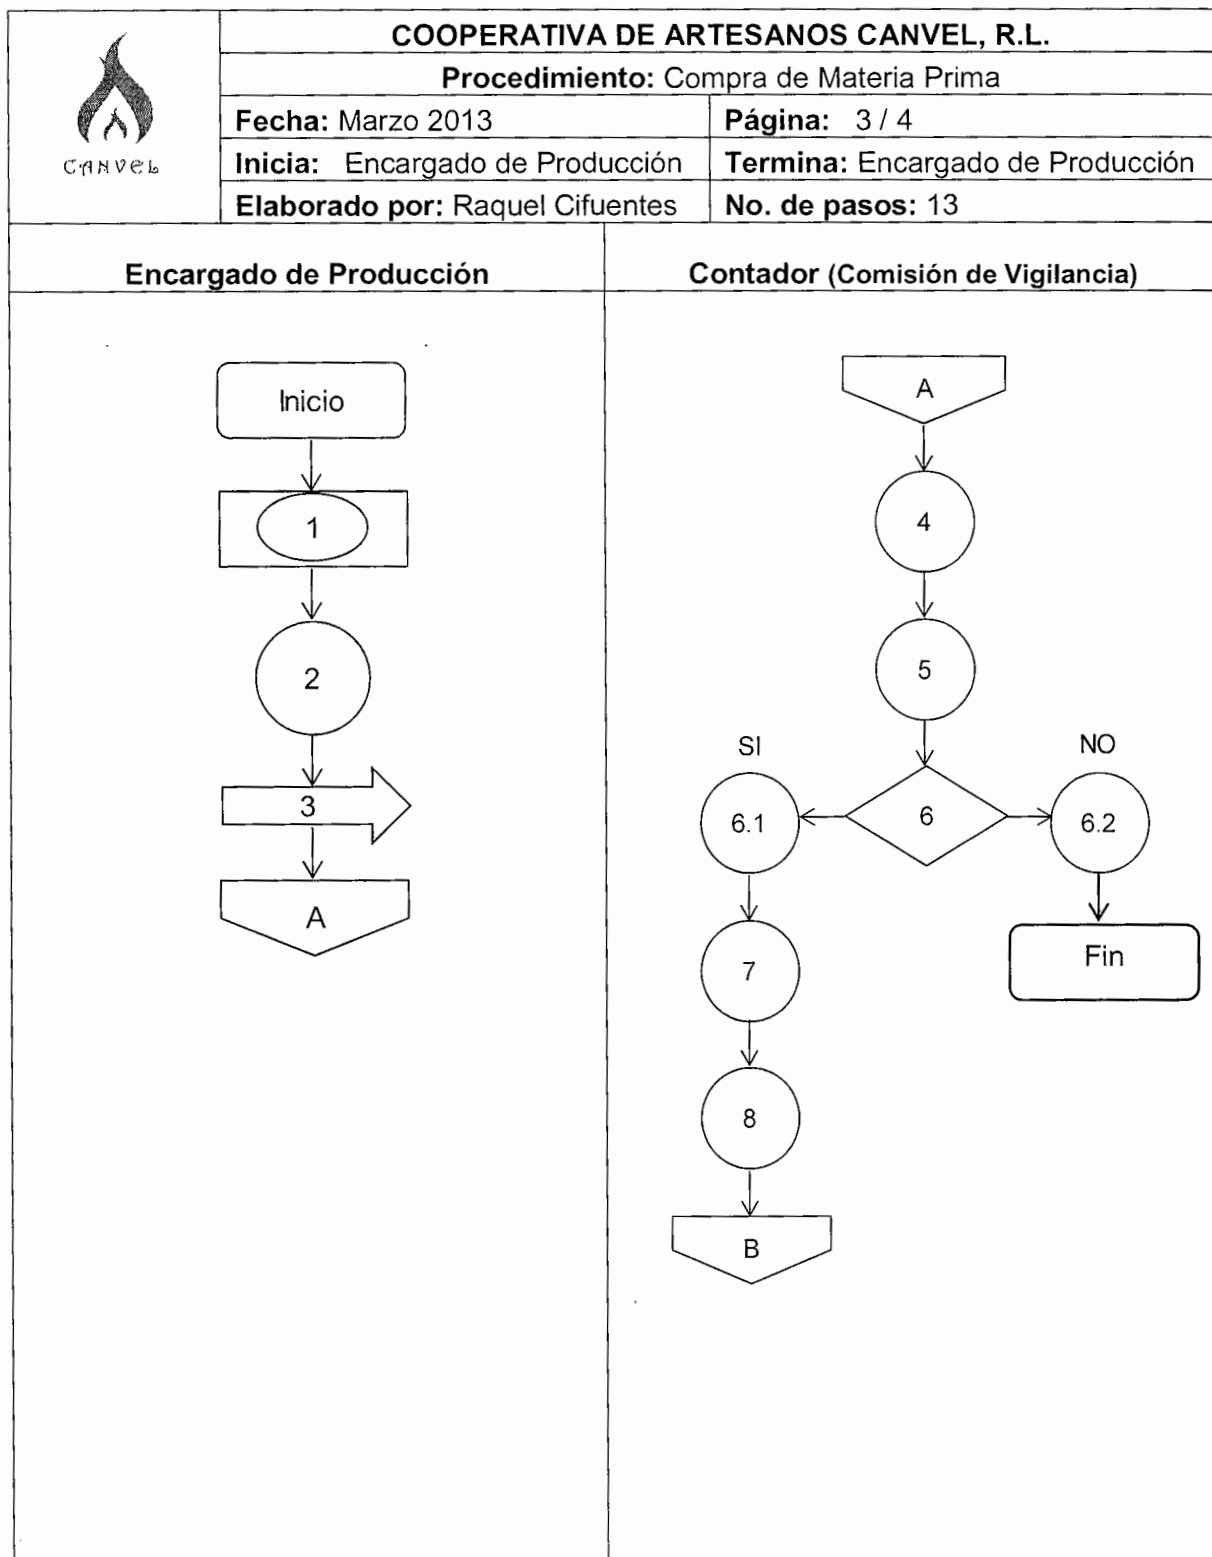 COOPERATIVA DE ARTESANOS CANVEL, R.L.
Procedimiento: Compra de Materia Prima
Fecha: Marzo 2013
Página: 3 / 4
CANVEL
Inicia: Encargado de Producción
Termina: Encargado de Producción
Elaborado por: Raquel Cifuentes
No. de pasos: 13
Encargado de Producción
Contador (Comisión de Vigilancia)
Inicio
1
2
3
A
A
4
5
SI
NO
6.1
6
6.2
7
Fin
8
B